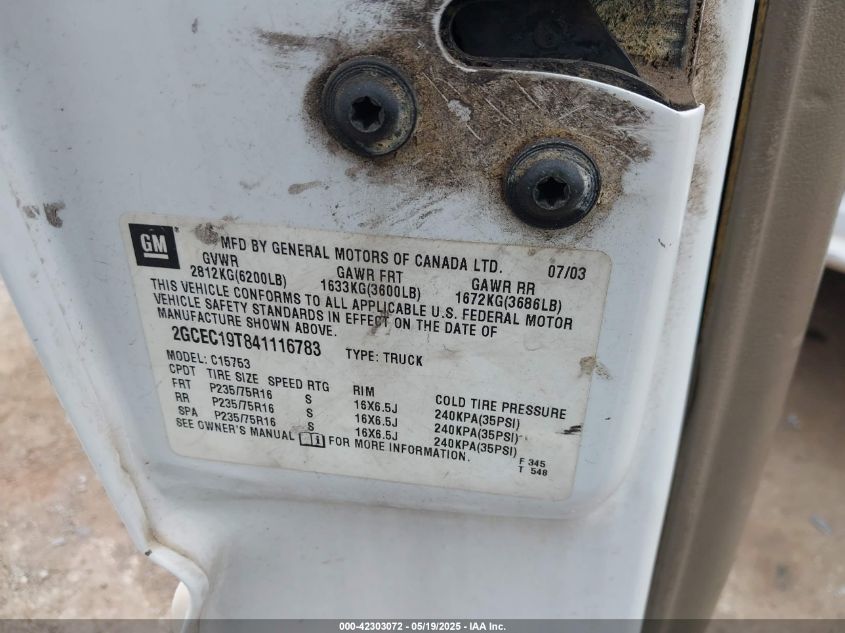 GM
MFD BY GENERAL MOTORS OF CANADA LTD. 07/03
GVWR GAWR FRT GAWR RR
2812KG(6200LB) 1633KG(3600LB) 1672KG(3686LB)
THIS VEHICLE CONFORMS TO ALL APPLICABLE U.S. FEDERAL MOTOR
VEHICLE SAFETY STANDARDS IN EFFECT ON THE DATE OF
MANUFACTURE SHOWN ABOVE.
2GCEC19T841116783 TYPE: TRUCK
MODEL: C15753
CPDT TIRE SIZE SPEED RTG RIM COLD TIRE PRESSURE
FRT P235/75R16 S 16X6.5J 240KPA(35PSI)
RR P235/75R16 S 16X6.5J 240KPA(35PSI)
SPA P235/75R16 S 16X6.5J 240KPA(35PSI)
SEE OWNER'S MANUAL i FOR MORE INFORMATION.
F 345
T 548
000-42303072 - 05/19/2025 - IAA Inc.